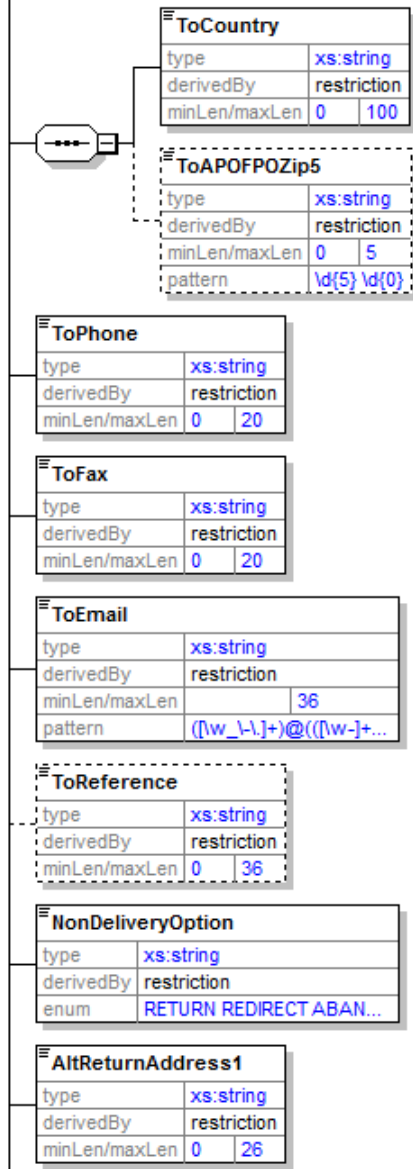 ToCountry
type xs:string
derivedBy restriction
minLen/maxLen 0 100
ToAPOFPOZip5
type xs:string
derivedBy restriction
minLen/maxLen 0 5
pattern \d{5} \d{0}
ToPhone
type xs:string
derivedBy restriction
minLen/maxLen 0 20
ToFax
type xs:string
derivedBy restriction
minLen/maxLen 0 20
ToEmail
type xs:string
derivedBy restriction
minLen/maxLen 36
pattern ([\w_\-\.]+)@(([\w-]+...
ToReference
type xs:string
derivedBy restriction
minLen/maxLen 0 36
NonDeliveryOption
type xs:string
derivedBy restriction
enum RETURN REDIRECT ABAN...
AltReturnAddress1
type xs:string
derivedBy restriction
minLen/maxLen 0 26